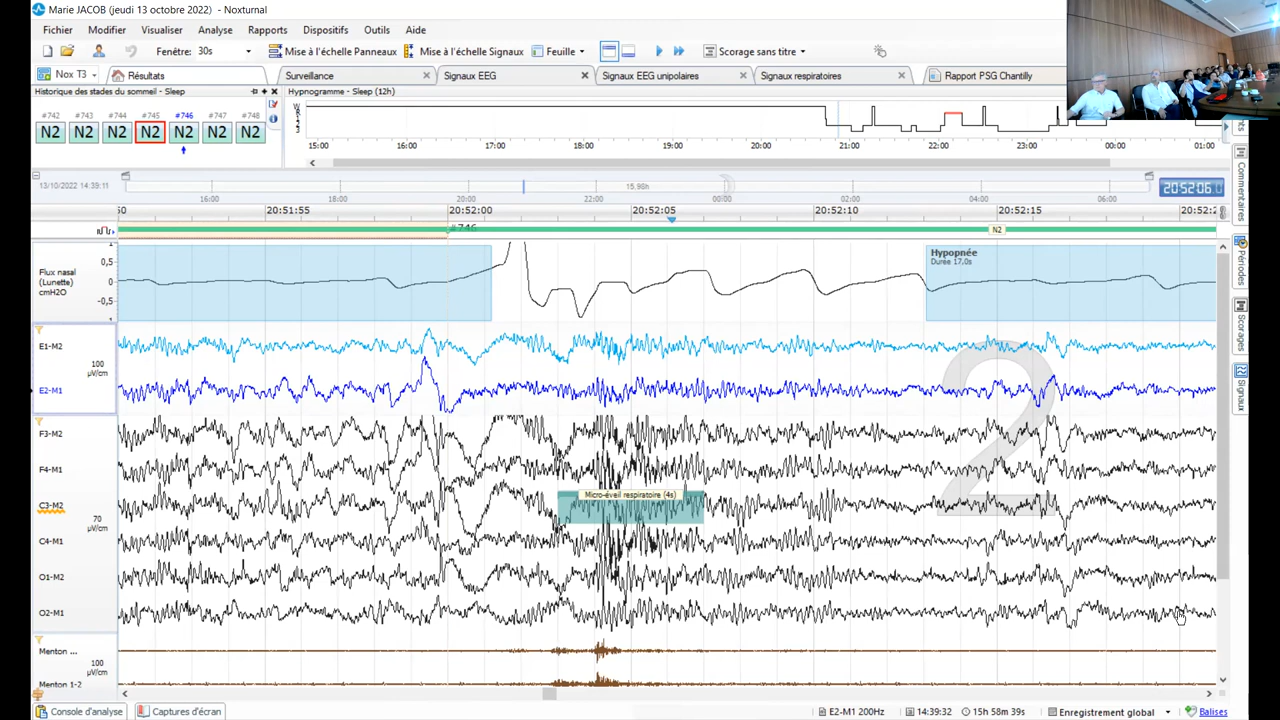 Marie JACOB (jeudi 13 octobre 2022) - Noxturnal
Fichier Modifier Visualiser Analyse Rapports Dispositifs Outils Aide
Fenêtre: 30s Mise à l'échelle Panneaux Mise à l'échelle Signaux Feuille Scorage sans titre
Nox T3 Résultats Surveillance Signaux EEG Signaux EEG unipolaires Signaux respiratoires Rapport PSG Chantilly
Historique des stades du sommeil - Sleep Hypnogramme - Sleep (12h)
#742 #743 #744 #745 #746 #747 #748
N2 N2 N2 N2 N2 N2 N2
15:00 16:00 17:00 18:00 19:00 20:00 21:00 22:00 23:00 00:00 01:00
13/10/2022 14:39:11 15.98h 20:52:06.0
16:00 18:00 20:00 22:00 00:00 02:00 04:00 06:00
50 20:51:55 20:52:00 20:52:05 20:52:10 20:52:15 20:52:2
#746 N2
Flux nasal
(Lunette)
cmH2O
0,5
0
-0,5
Hypopnée
Durée 17,0s
E1-M2
100
µV/cm
E2-M1
F3-M2
F4-M1
Micro-éveil respiratoire (4s)
C3-M2
70
µV/cm
C4-M1
O1-M2
O2-M1
2
Menton ...
100
µV/cm
Menton 1-2
Commentaires
Périodes
Scorages
Signaux
Console d'analyse Captures d'écran E2-M1 200Hz 14:39:32 15h 58m 39s Enregistrement global Balises